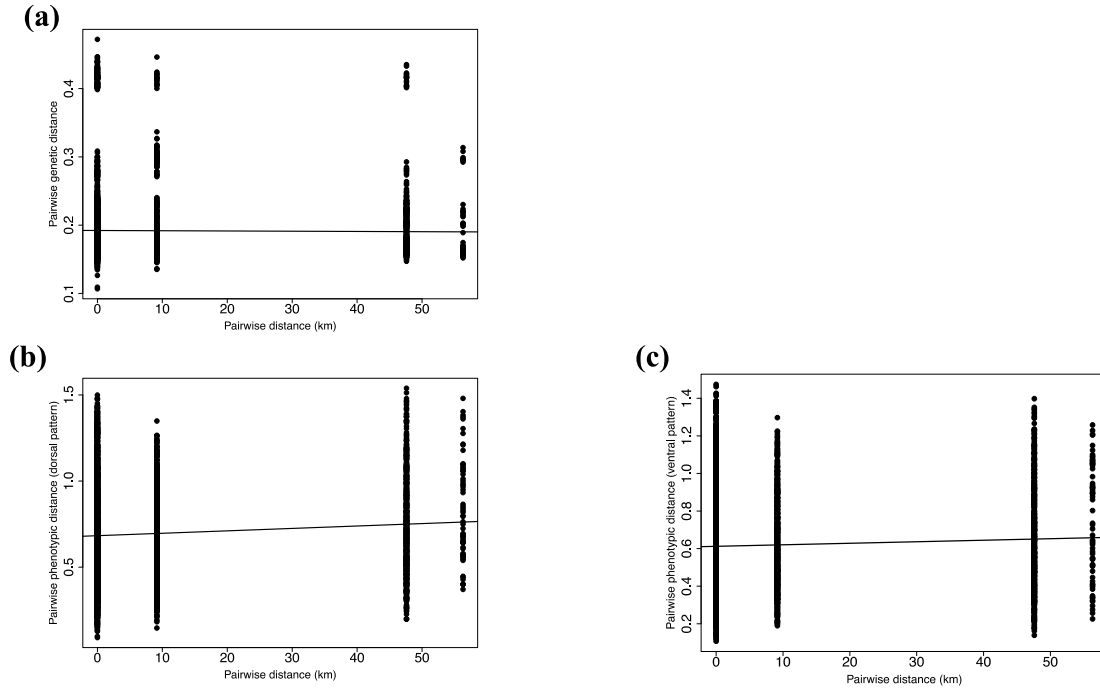 (a)
Pairwise genetic distance
0.4
0.3
0.2
0.1
0 10 20 30 40 50
Pairwise distance (km)
(b)
Pairwise phenotypic distance (dorsal pattern)
1.5
1.0
0.5
0 10 20 30 40 50
Pairwise distance (km)
(c)
Pairwise phenotypic distance (ventral pattern)
1.4
1.2
1.0
0.8
0.6
0.4
0.2
0 10 20 30 40 50
Pairwise distance (km)